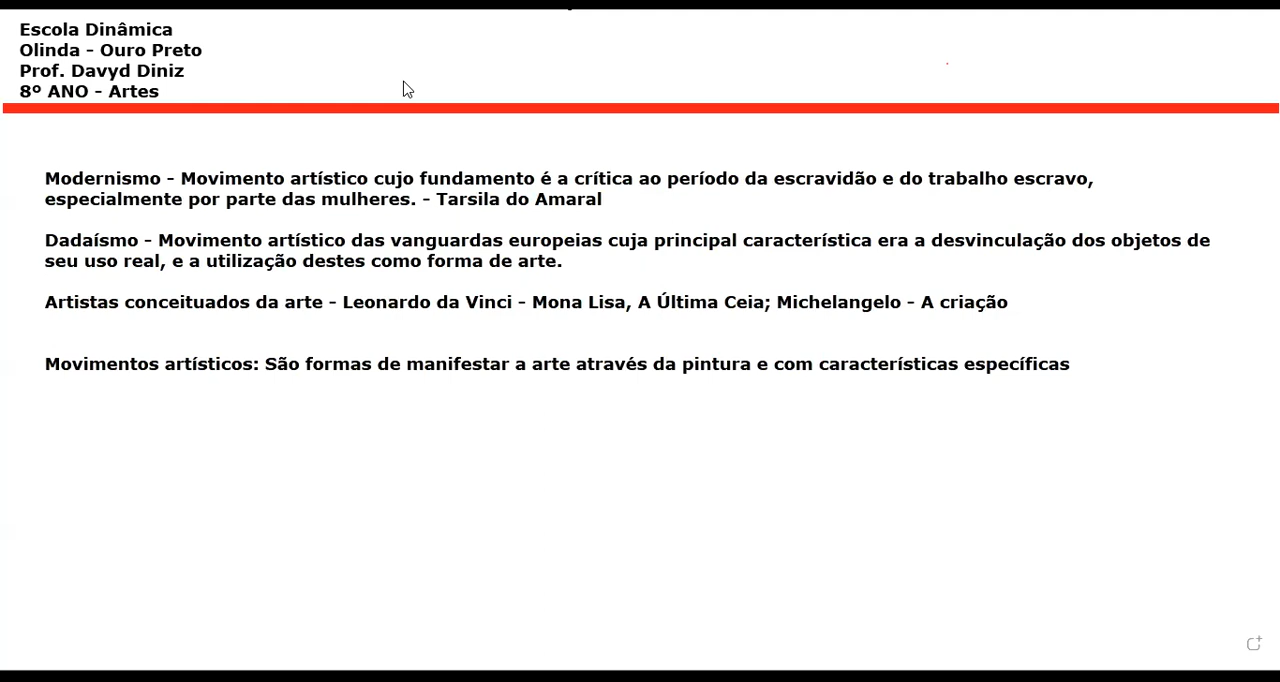 Escola Dinâmica
Olinda - Ouro Preto
Prof. Davyd Diniz
8º ANO - Artes
Modernismo - Movimento artístico cujo fundamento é a crítica ao período da escravidão e do trabalho escravo,
especialmente por parte das mulheres. - Tarsila do Amaral
Dadaísmo - Movimento artístico das vanguardas europeias cuja principal característica era a desvinculação dos objetos de
seu uso real, e a utilização destes como forma de arte.
Artistas conceituados da arte - Leonardo da Vinci - Mona Lisa, A Última Ceia; Michelangelo - A criação
Movimentos artísticos: São formas de manifestar a arte através da pintura e com características específicas